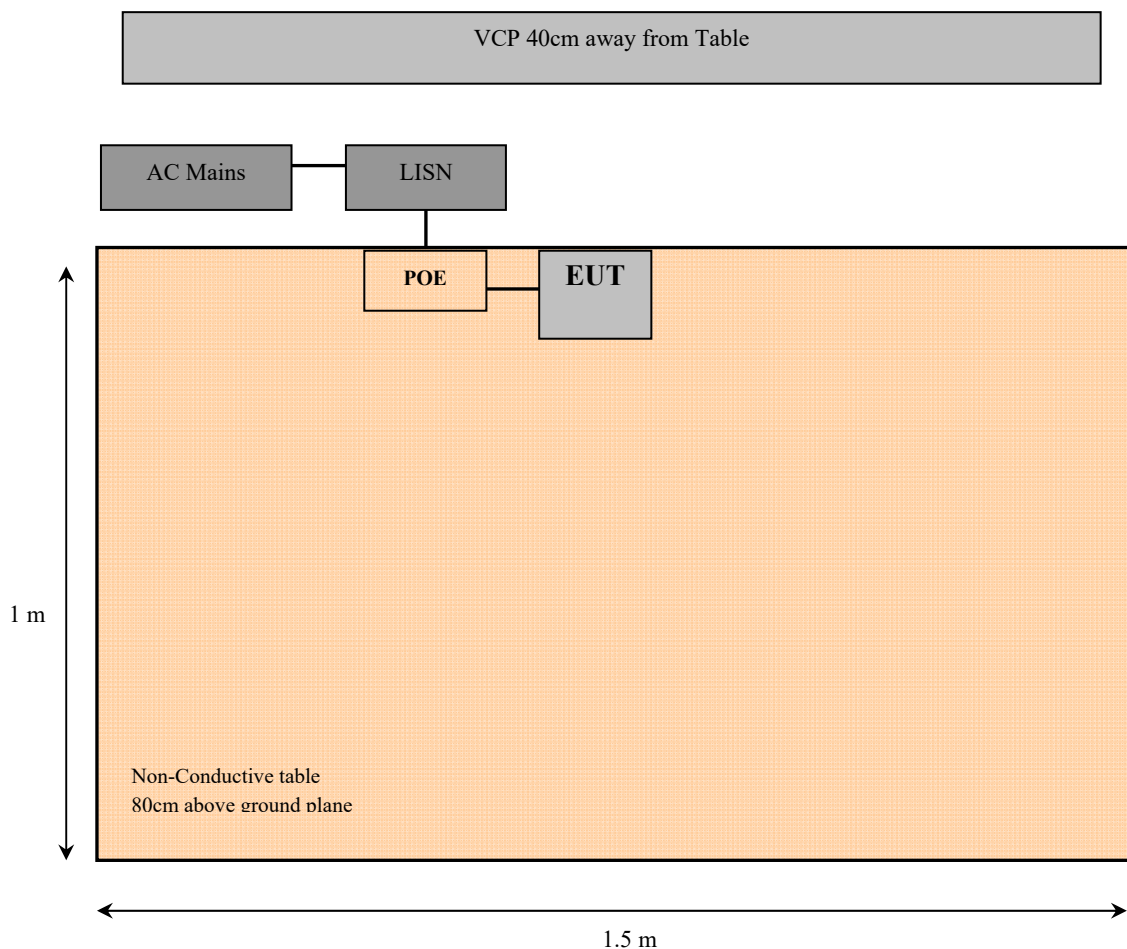 VCP 40cm away from Table
AC Mains
LISN
POE
EUT
1 m
Non-Conductive table
80cm above ground plane
1.5 m